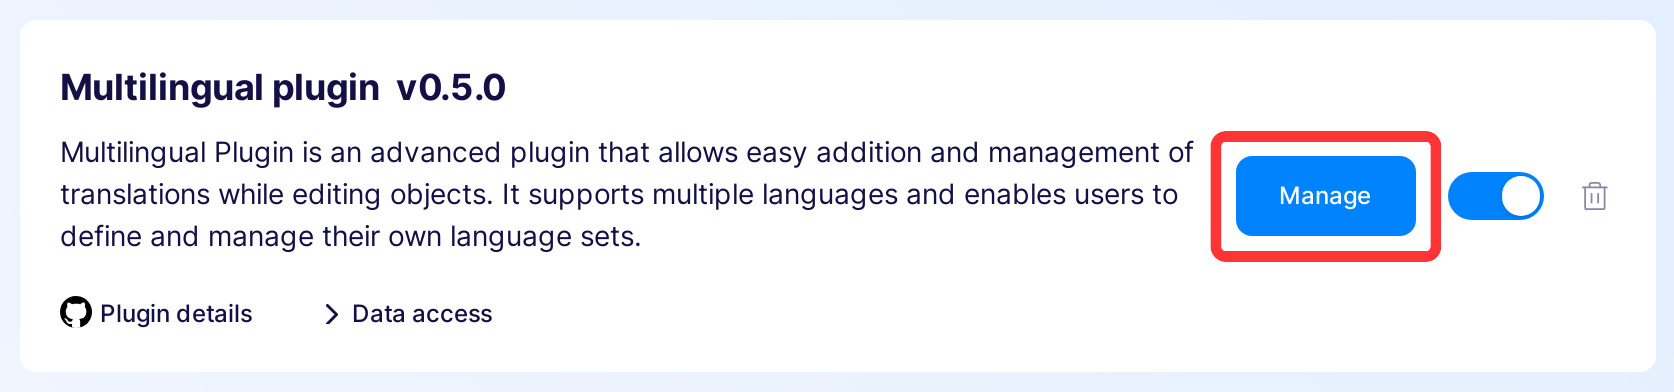 Multilingual plugin v0.5.0
Multilingual Plugin is an advanced plugin that allows easy addition and management of
translations while editing objects. It supports multiple languages and enables users to
define and manage their own language sets.
Manage
Plugin details
Data access